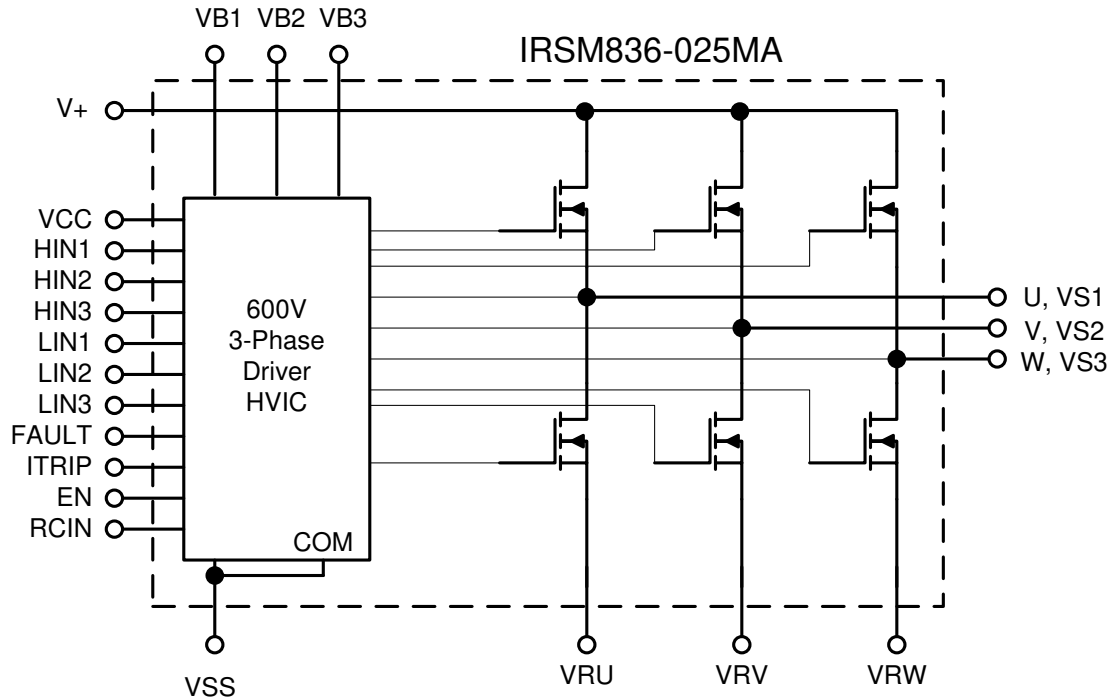 VB1 VB2 VB3
IRSM836-025MA
V+
VCC
HIN1
HIN2
HIN3
LIN1
LIN2
LIN3
FAULT
ITRIP
EN
RCIN
600V
3-Phase
Driver
HVIC
COM
U, VS1
V, VS2
W, VS3
VSS
VRU
VRV
VRW